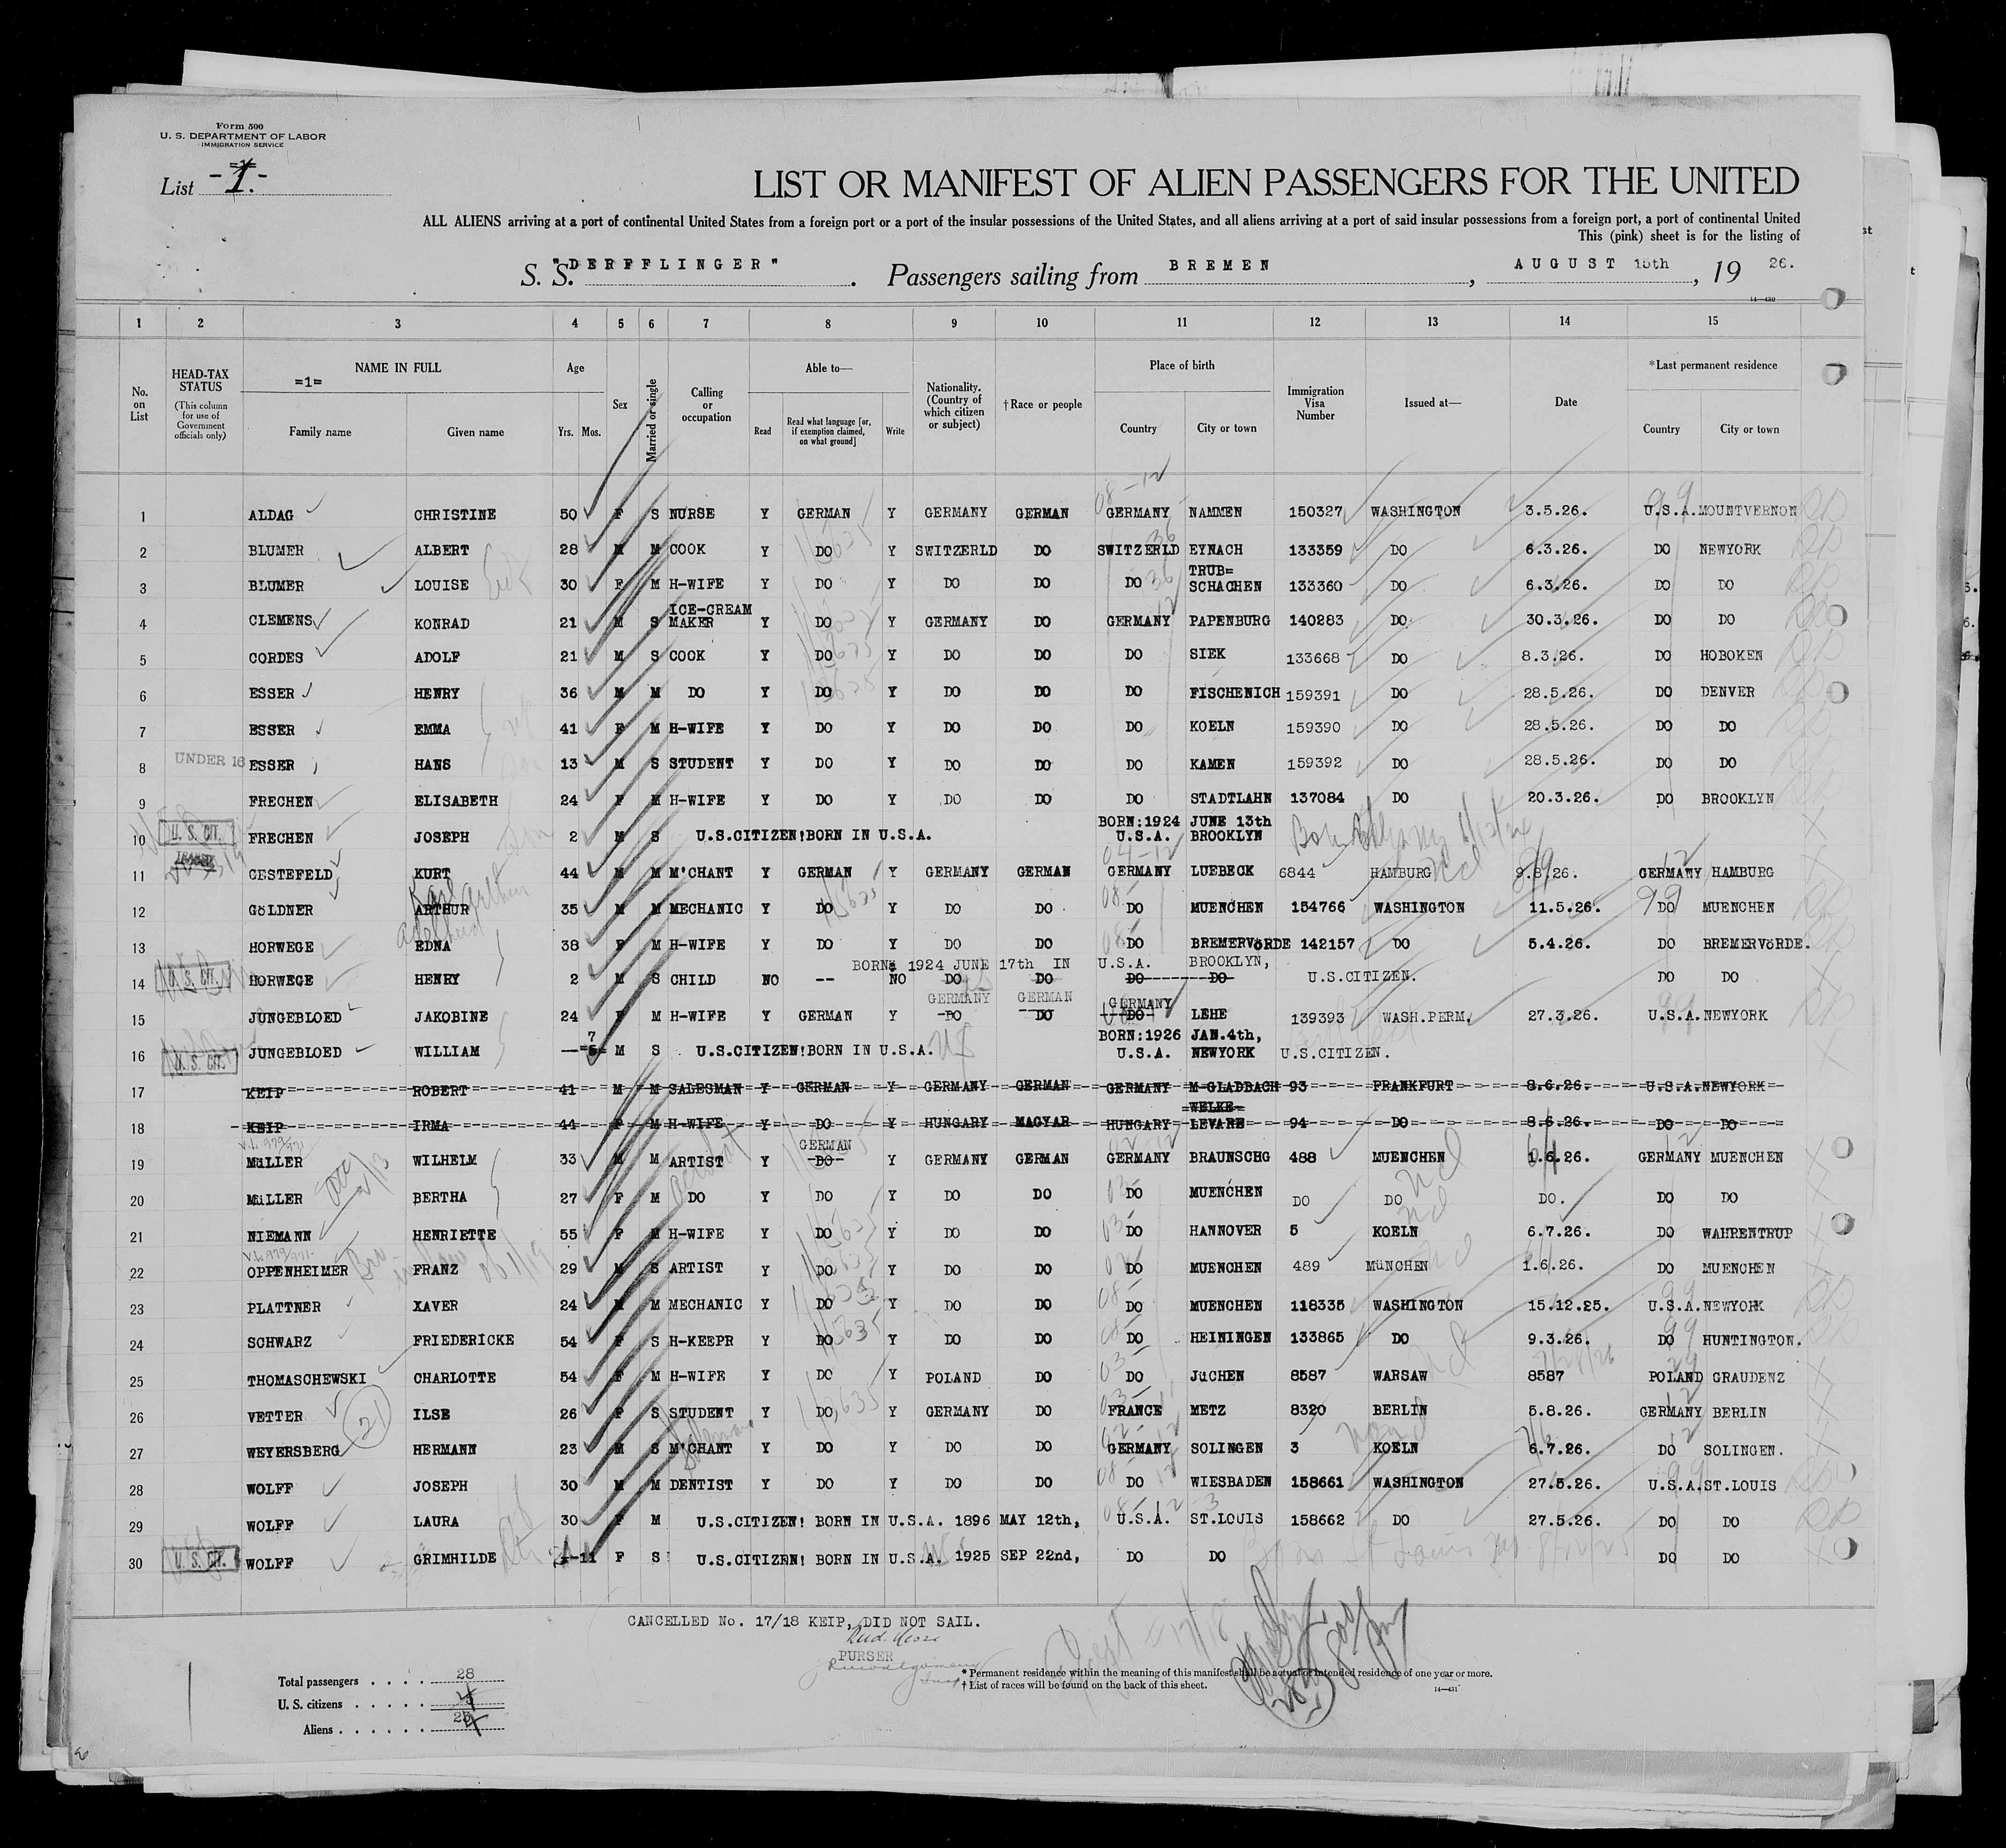 Form 500
U. S. DEPARTMENT OF LABOR
IMMIGRATION SERVICE
List -1.-
LIST OR MANIFEST OF ALIEN PASSENGERS FOR THE UNITED
ALL ALIENS arriving at a port of continental United States from a foreign port or a port of the insular possessions of the United States, and all aliens arriving at a port of said insular possessions from a foreign port, a port of continental United
This (pink) sheet is for the listing of
S. S. "DERFFLINGER". Passengers sailing from BREMEN, AUGUST 15th, 19 26.
14—430
1 2 3 4 5 6 7 8 9 10 11 12 13 14 15
No. on List
HEAD-TAX STATUS (This column for use of Government officials only)
NAME IN FULL =1= Family name Given name
Age Yrs. Mos.
Sex
Married or single
Calling or occupation
Able to— Read Read what language [or, if exemption claimed, on what ground] Write
Nationality. (Country of which citizen or subject)
†Race or people
Place of birth Country City or town
Immigration Visa Number
Issued at—
Date
*Last permanent residence Country City or town
1 ALDAG CHRISTINE 50 F S NURSE Y GERMAN Y GERMANY GERMAN GERMANY NAMMEN 150327 WASHINGTON 3.5.26. U.S.A. MOUNTVERNON
2 BLUMER ALBERT 28 M M COOK Y DO Y SWITZERLD DO SWITZERLD EYNACH 133359 DO 6.3.26. DO NEWYORK
3 BLUMER LOUISE 30 F M H-WIFE Y DO Y DO DO DO TRUB=SCHACHEN 133360 DO 6.3.26. DO DO
4 CLEMENS KONRAD 21 M S ICE-CREAM MAKER Y DO Y GERMANY DO GERMANY PAPENBURG 140283 DO 30.3.26. DO DO
5 CORDES ADOLF 21 M S COOK Y DO Y DO DO DO SIEK 133668 DO 8.3.26. DO HOBOKEN
6 ESSER HENRY 36 M M DO Y DO Y DO DO DO FISCHENICH 159391 DO 28.5.26. DO DENVER
7 ESSER EMMA 41 F M H-WIFE Y DO Y DO DO DO KOELN 159390 DO 28.5.26. DO DO
8 UNDER 16 ESSER HANS 13 M S STUDENT Y DO Y DO DO DO KAMEN 159392 DO 28.5.26. DO DO
9 FRECHEN ELISABETH 24 F M H-WIFE Y DO Y DO DO DO STADTLAHN 137084 DO 20.3.26. DO BROOKLYN
10 U. S. CIT. FRECHEN JOSEPH 2 M S U.S.CITIZEN! BORN IN U.S.A. BORN:1924 JUNE 13th U.S.A. BROOKLYN
11 OESTEFELD KURT 44 M M M'CHANT Y GERMAN Y GERMANY GERMAN GERMANY LUEBECK 6844 HAMBURG 9.8.26. GERMANY HAMBURG
12 GöLDNER ARTHUR 35 M M MECHANIC Y DO Y DO DO DO MUENCHEN 154766 WASHINGTON 11.5.26. DO MUENCHEN
13 HORWEGE EDNA 38 F M H-WIFE Y DO Y DO DO DO BREMERVöRDE 142157 DO 5.4.26. DO BREMERVöRDE.
BORN: 1924 JUNE 17th IN U.S.A. BROOKLYN,
14 U. S. CIT. HORWEGE HENRY 2 M S CHILD NO -- NO DO DO DO DO U.S.CITIZEN. DO DO
GERMANY GERMAN GERMANY
15 JUNGEBLOED JAKOBINE 24 F M H-WIFE Y GERMAN Y DO DO DO LEHE 139393 WASH.PERM. 27.3.26. U.S.A. NEWYORK
16 U. S. CIT. JUNGEBLOED WILLIAM 7 M S U.S.CITIZEN! BORN IN U.S.A. BORN:1926 JAN.4th, U.S.A. NEWYORK U.S.CITIZEN.
17 KEIP ROBERT 41 M M SALESMAN Y GERMAN Y GERMANY GERMAN GERMANY M-GLADBACH 93 FRANKFURT 8.6.26. U.S.A. NEWYORK
18 KEIP IRMA 44 F M H-WIFE Y DO Y HUNGARY MAGYAR HUNGARY =WELKE=LEVARE 94 DO 8.6.26. DO DO
19 MüLLER WILHELM 33 M M ARTIST Y GERMAN DO Y GERMANY GERMAN GERMANY BRAUNSCHG 488 MUENCHEN 1.6.26. GERMANY MUENCHEN
20 MüLLER BERTHA 27 F M DO Y DO Y DO DO DO MUENCHEN DO DO DO. DO DO
21 NIEMANN HENRIETTE 55 F M H-WIFE Y DO Y DO DO DO HANNOVER 5 KOELN 6.7.26. DO WAHRENTRUP
22 OPPENHEIMER FRANZ 29 M S ARTIST Y DO Y DO DO DO MUENCHEN 489 MüNCHEN 1.6.26. DO MUENCHEN
23 PLATTNER XAVER 24 M M MECHANIC Y DO Y DO DO DO MUENCHEN 118335 WASHINGTON 15.12.25. U.S.A. NEWYORK
24 SCHWARZ FRIEDERICKE 54 F S H-KEEPR Y DO Y DO DO DO HEININGEN 133865 DO 9.3.26. DO HUNTINGTON.
25 THOMASCHEWSKI CHARLOTTE 54 F M H-WIFE Y DO Y POLAND DO DO JüCHEN 8587 WARSAW 8587 POLAND GRAUDENZ
26 VETTER ILSE 26 F S STUDENT Y DO Y GERMANY DO FRANCE METZ 8320 BERLIN 5.8.26. GERMANY BERLIN
27 WEYERSBERG HERMANN 23 M S M'CHANT Y DO Y DO DO GERMANY SOLINGEN 3 KOELN 6.7.26. DO SOLINGEN.
28 WOLFF JOSEPH 30 M M DENTIST Y DO Y DO DO DO WIESBADEN 158661 WASHINGTON 27.5.26. U.S.A. ST.LOUIS
29 WOLFF LAURA 30 F M U.S.CITIZEN! BORN IN U.S.A. 1896 MAY 12th, U.S.A. ST.LOUIS 158662 DO 27.5.26. DO DO
30 U. S. CIT. WOLFF GRIMHILDE 11 F S U.S.CITIZEN! BORN IN U.S.A. 1925 SEP 22nd, DO DO DO DO
CANCELLED No. 17/18 KEIP, DID NOT SAIL.
PURSER
Total passengers . . . . 28
U. S. citizens . . . . . 4
Aliens . . . . . .
* Permanent residence within the meaning of this manifest shall be actual or intended residence of one year or more.
† List of races will be found on the back of this sheet.
14—431